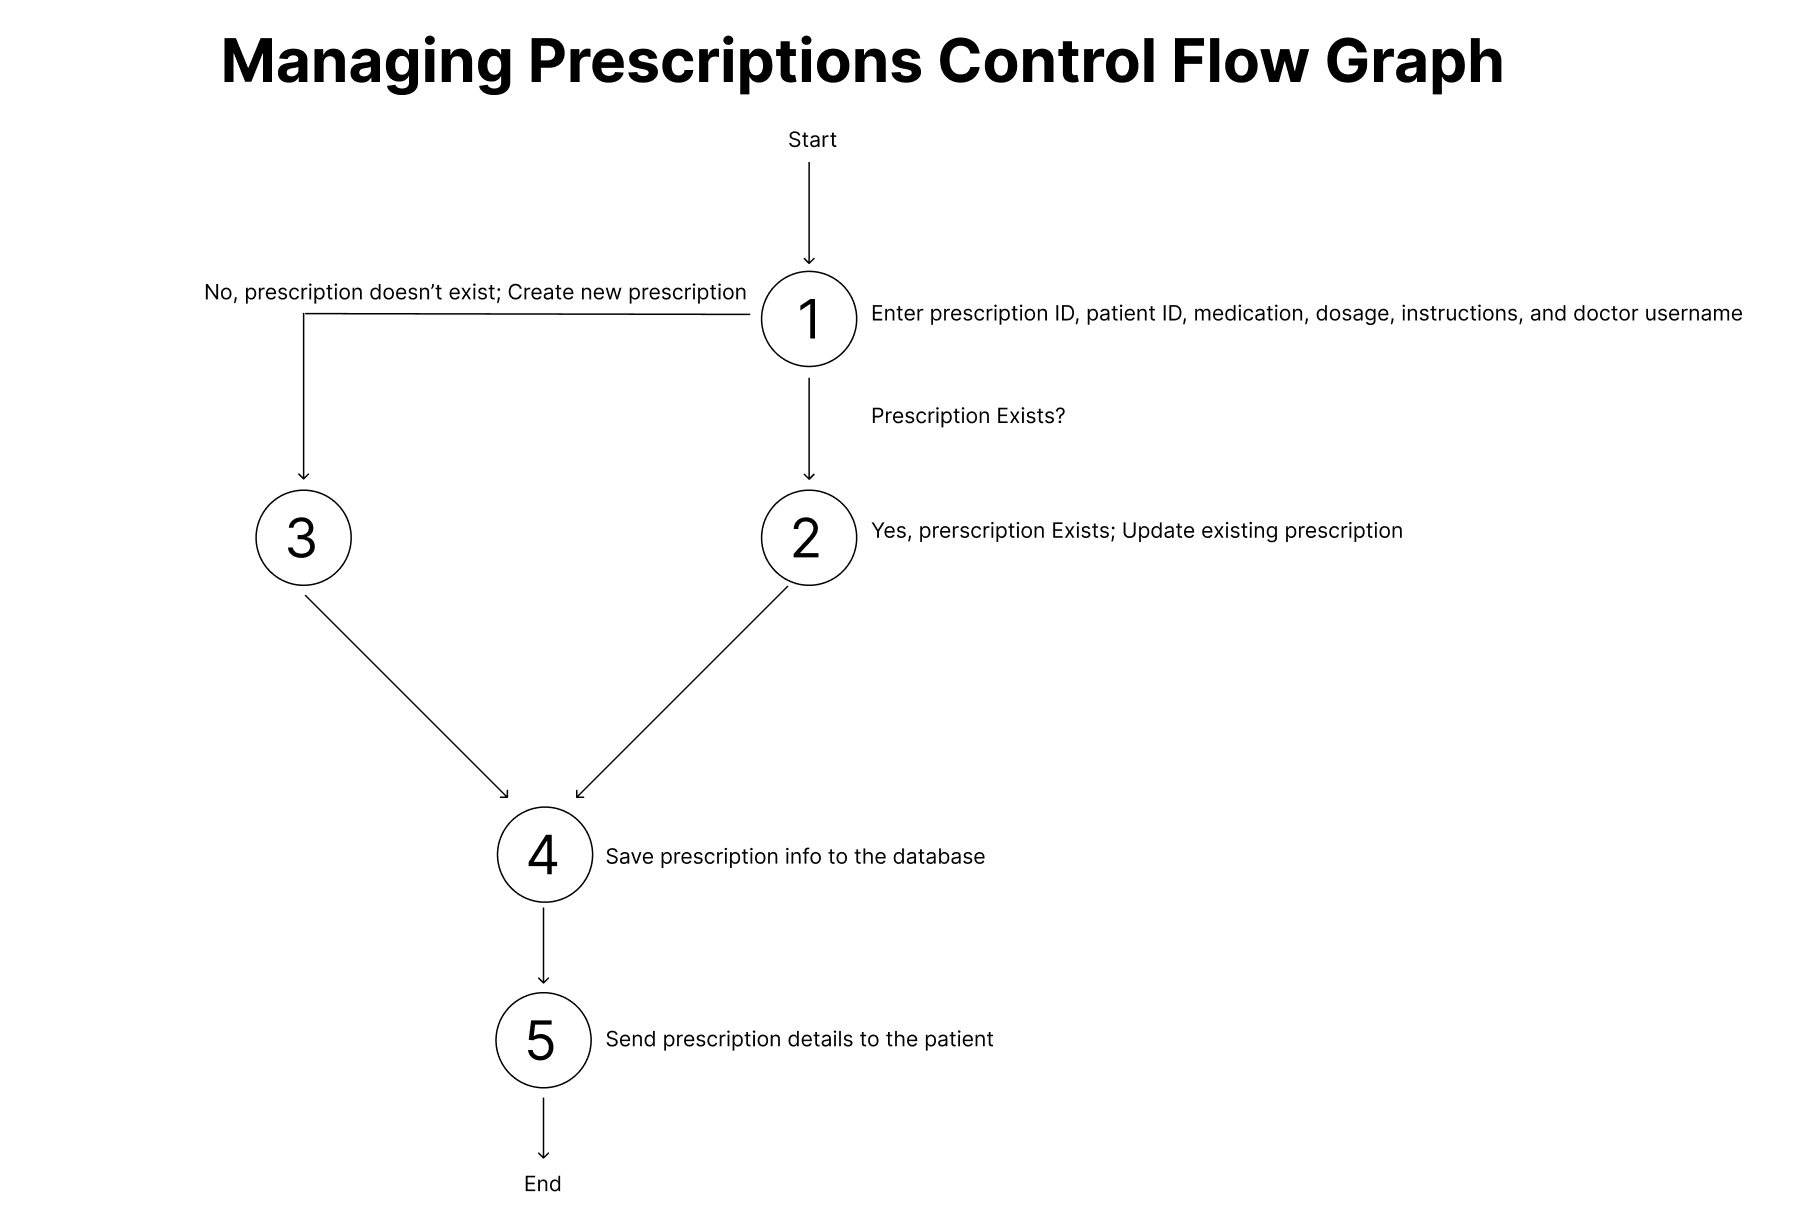 Managing Prescriptions Control Flow Graph
Start
No, prescription doesn’t exist; Create new prescription
1
Enter prescription ID, patient ID, medication, dosage, instructions, and doctor username
Prescription Exists?
3
2
Yes, prerscription Exists; Update existing prescription
4
Save prescription info to the database
5
Send prescription details to the patient
End